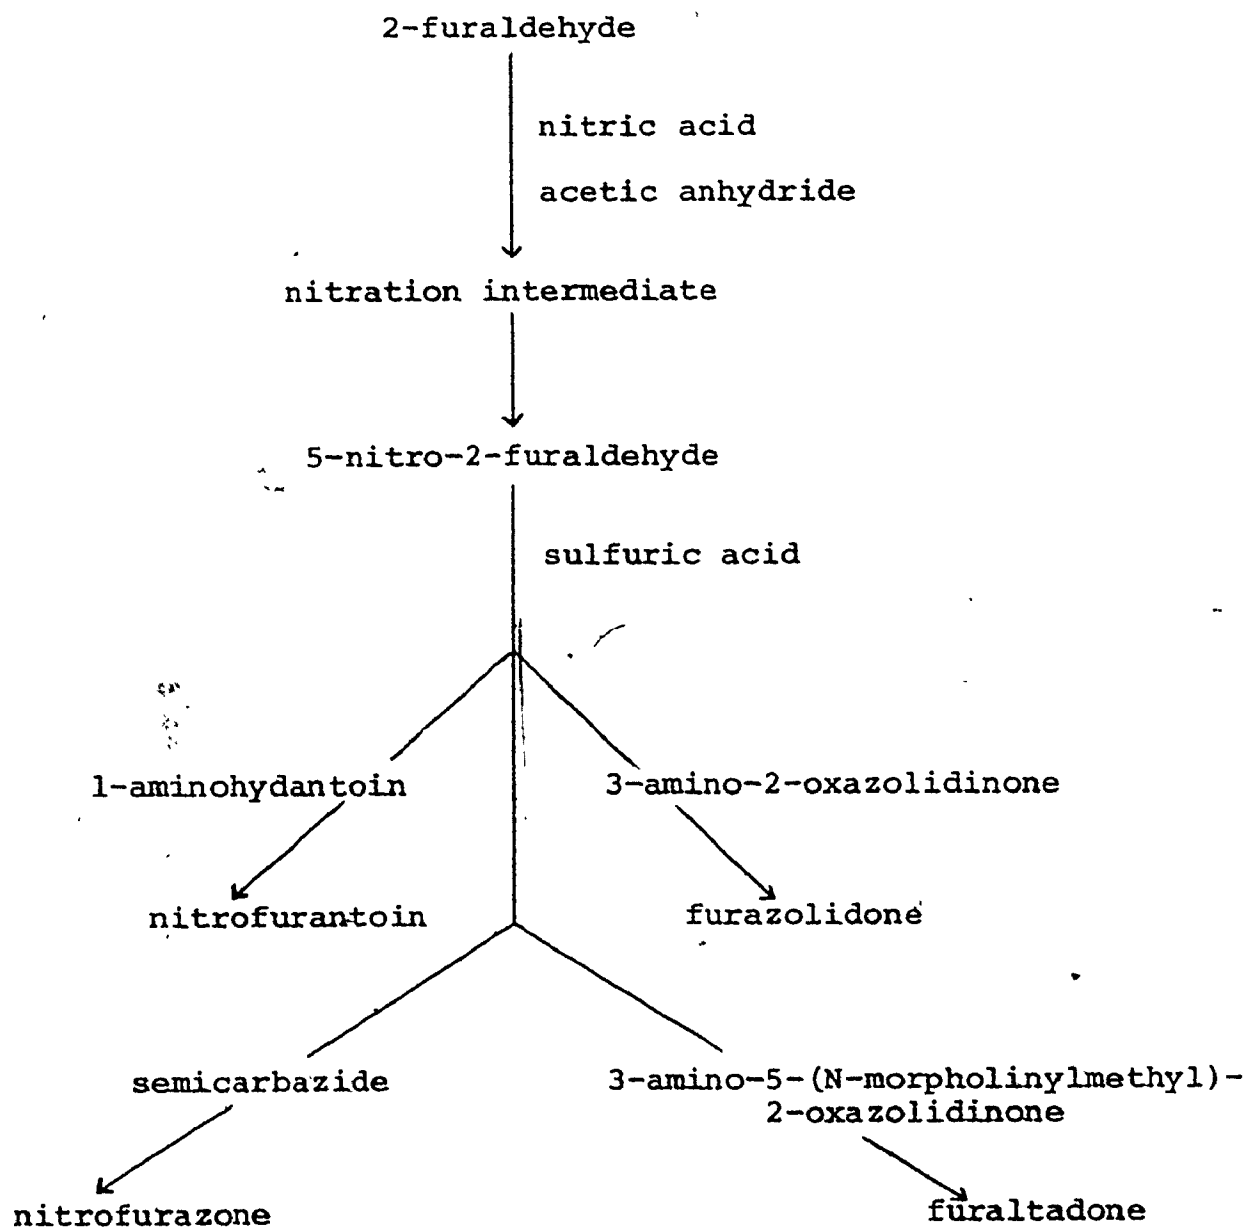 2-furaldehyde
nitric acid
acetic anhydride
nitration intermediate
5-nitro-2-furaldehyde
sulfuric acid
1-aminohydantoin
3-amino-2-oxazolidinone
nitrofurantoin
furazolidone
semicarbazide
3-amino-5-(N-morpholinylmethyl)-
2-oxazolidinone
nitrofurazone
furaltadone